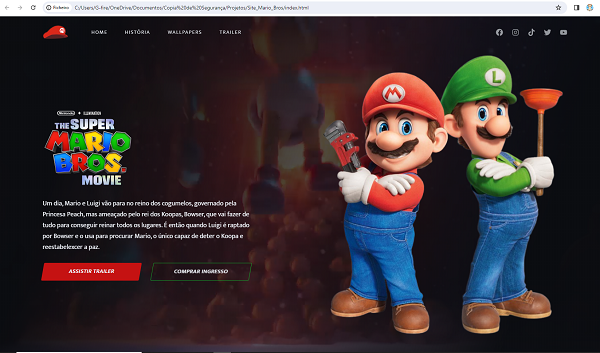 Ficheiro C:/Users/G-fire/OneDrive/Documentos/Copia%20de%20Segurança/Projetos/Site_Mario_Bros/index.html
M HOME HISTÓRIA WALLPAPERS TRAILER
M L
Nintendo ILLUMINATION
THE SUPER
MARIO
BROS.
MOVIE
Um dia, Mario e Luigi vão para no reino dos cogumelos, governado pela
Princesa Peach, mas ameaçado pelo rei dos Koopas, Bowser, que vai fazer de
tudo para conseguir reinar todos os lugares. É então quando Luigi é raptado
por Bowser e o usa para procurar Mario, o único capaz de deter o Koopa e
reestabelexcer a paz.
ASSISTIR TRAILER COMPRAR INGRESSO